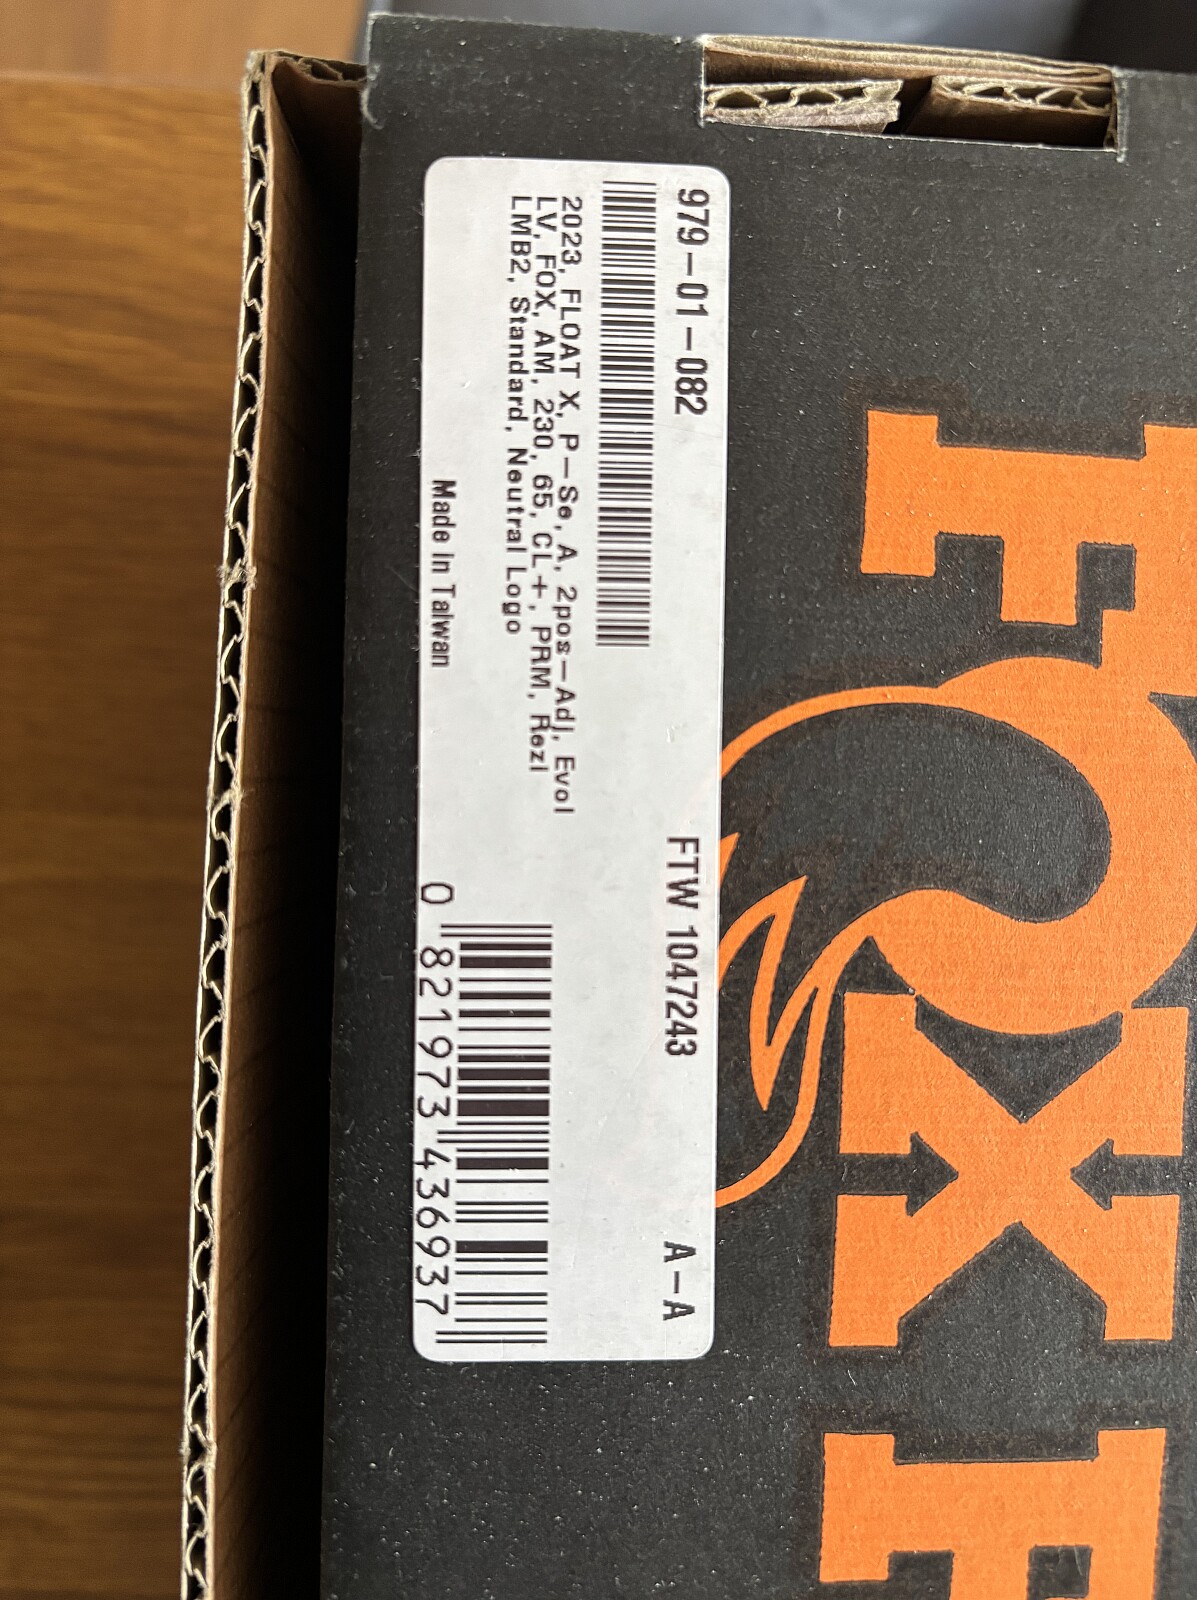 979-01-082
FTW 1047243
A-A
2023, FLOAT X, P-Se, A, 2pos-Adj, Evol
LV, FOX, AM, 230, 65, CL+, PRM, Rezi
LMB2, Standard, Neutral Logo
Made in Taiwan
0 821973 436937
FOX